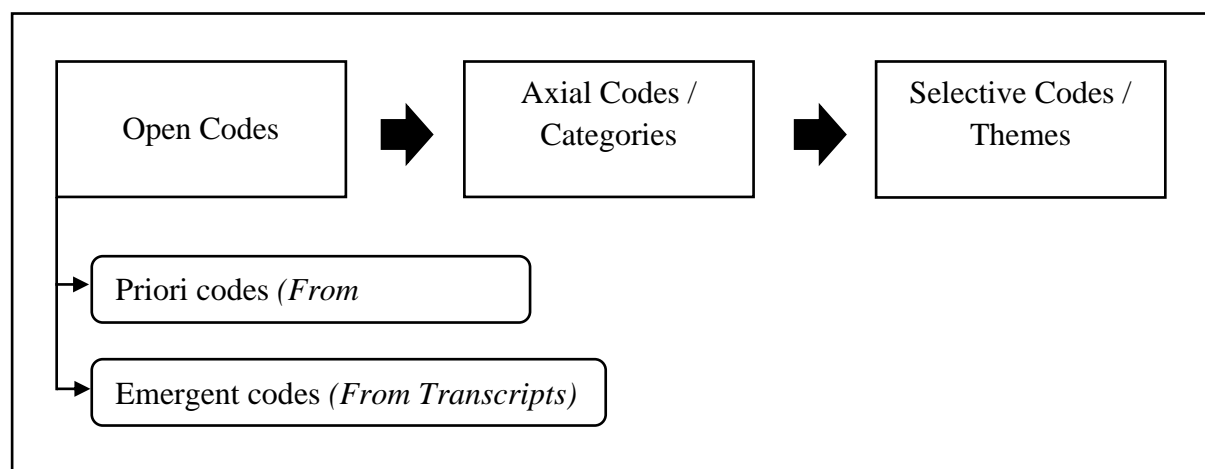 Open Codes
Axial Codes /
Categories
Selective Codes /
Themes
Priori codes (From
Emergent codes (From Transcripts)